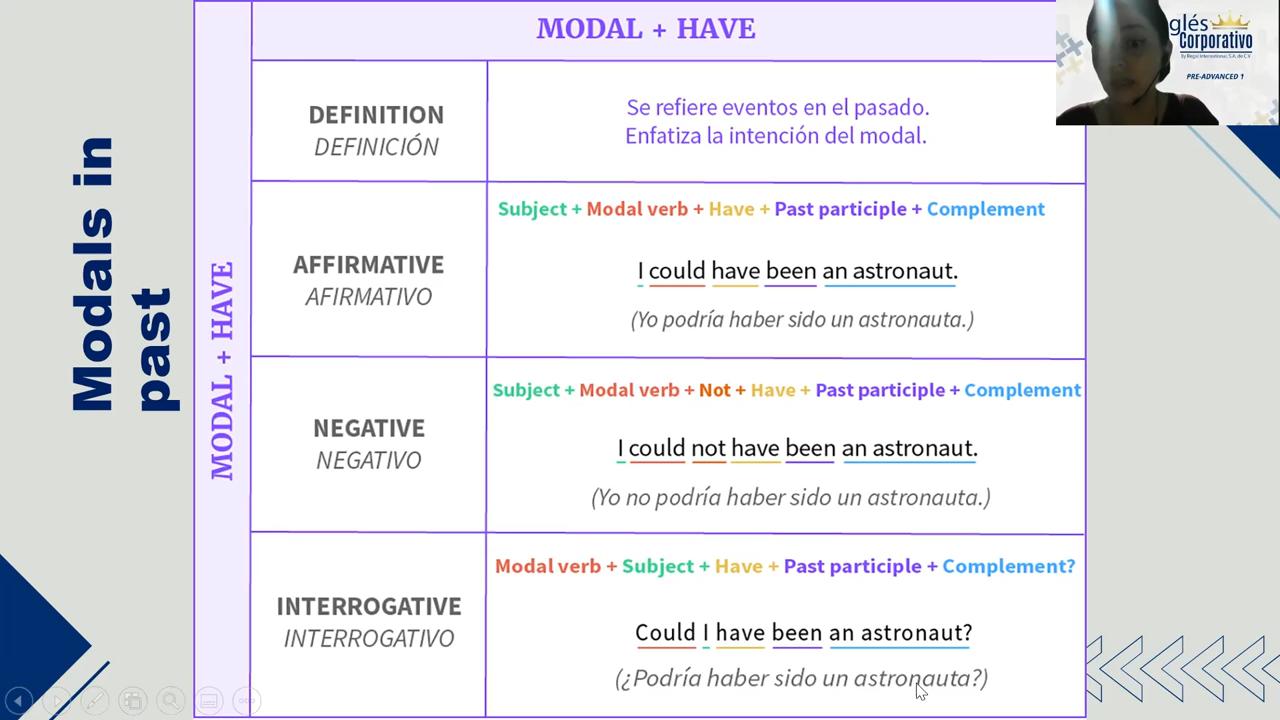 MODAL + HAVE
glés
Corporativo
by Regio International, S.A. de C.V.
PRE-ADVANCED 1
Modals in
past
MODAL + HAVE
DEFINITION
DEFINICIÓN
Se refiere eventos en el pasado.
Enfatiza la intención del modal.
AFFIRMATIVE
AFIRMATIVO
Subject + Modal verb + Have + Past participle + Complement
I could have been an astronaut.
(Yo podría haber sido un astronauta.)
NEGATIVE
NEGATIVO
Subject + Modal verb + Not + Have + Past participle + Complement
I could not have been an astronaut.
(Yo no podría haber sido un astronauta.)
INTERROGATIVE
INTERROGATIVO
Modal verb + Subject + Have + Past participle + Complement?
Could I have been an astronaut?
(¿Podría haber sido un astronauta?)